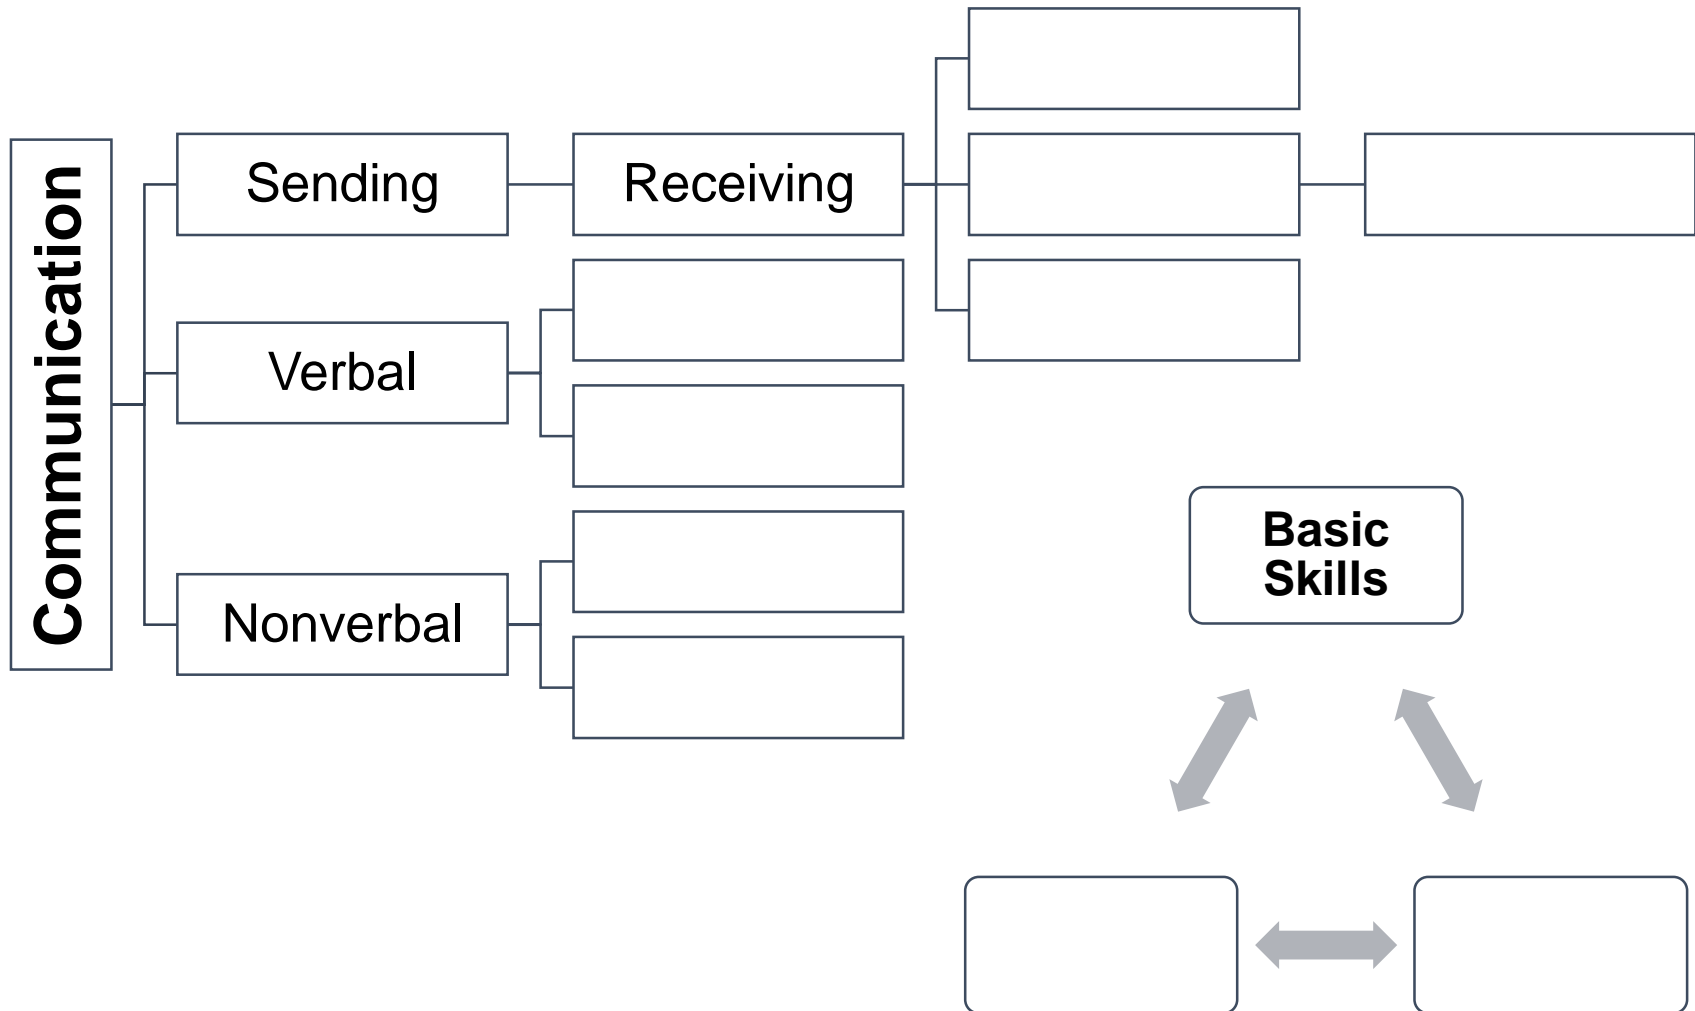 Communication
Sending
Receiving
Verbal
Nonverbal
Basic
Skills